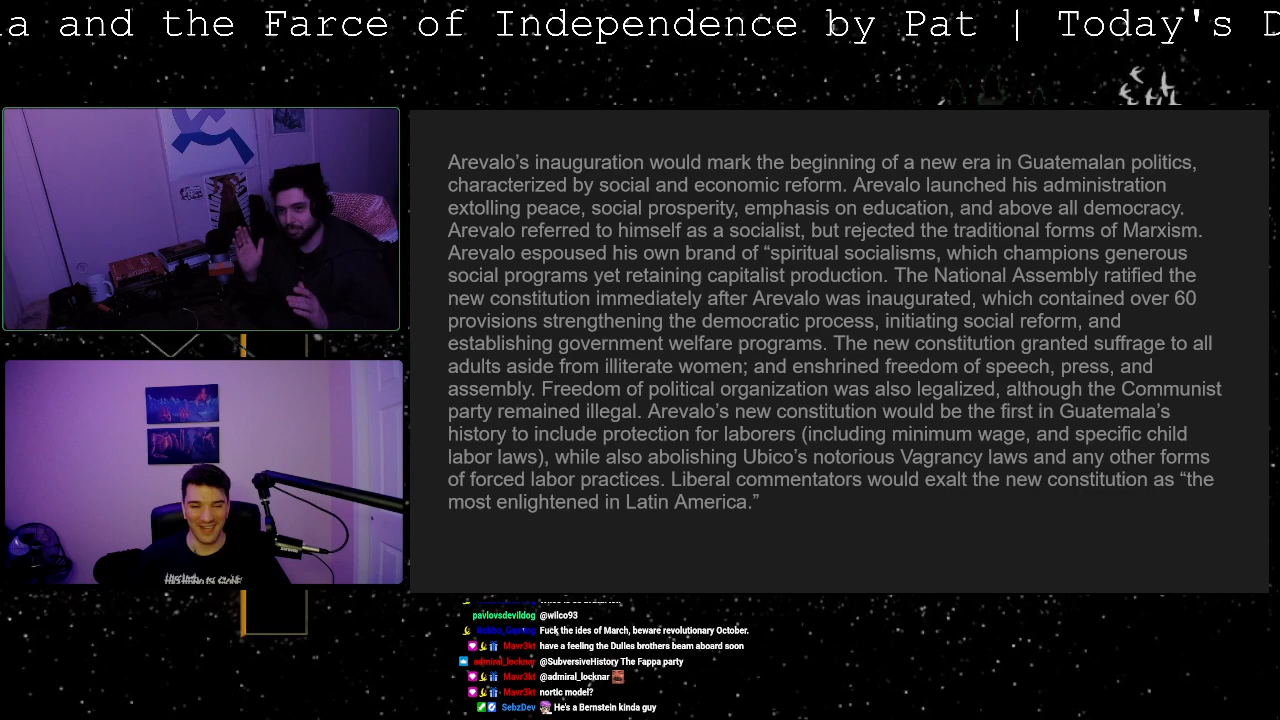 a and the Farce of Independence by Pat | Today's D
Arevalo’s inauguration would mark the beginning of a new era in Guatemalan politics,
characterized by social and economic reform. Arevalo launched his administration
extolling peace, social prosperity, emphasis on education, and above all democracy.
Arevalo referred to himself as a socialist, but rejected the traditional forms of Marxism.
Arevalo espoused his own brand of “spiritual socialisms, which champions generous
social programs yet retaining capitalist production. The National Assembly ratified the
new constitution immediately after Arevalo was inaugurated, which contained over 60
provisions strengthening the democratic process, initiating social reform, and
establishing government welfare programs. The new constitution granted suffrage to all
adults aside from illiterate women; and enshrined freedom of speech, press, and
assembly. Freedom of political organization was also legalized, although the Communist
party remained illegal. Arevalo’s new constitution would be the first in Guatemala’s
history to include protection for laborers (including minimum wage, and specific child
labor laws), while also abolishing Ubico’s notorious Vagrancy laws and any other forms
of forced labor practices. Liberal commentators would exalt the new constitution as “the
most enlightened in Latin America.”
pavlovsdevildog @wilco93
Fuck the ides of March, beware revolutionary October.
Mavr3kt have a feeling the Dulles brothers beam aboard soon
admiral_locknar @SubversiveHistory The Fappa party
Mavr3kt @admiral_locknar
Mavr3kt nortic model?
SebzDev He's a Bernstein kinda guy